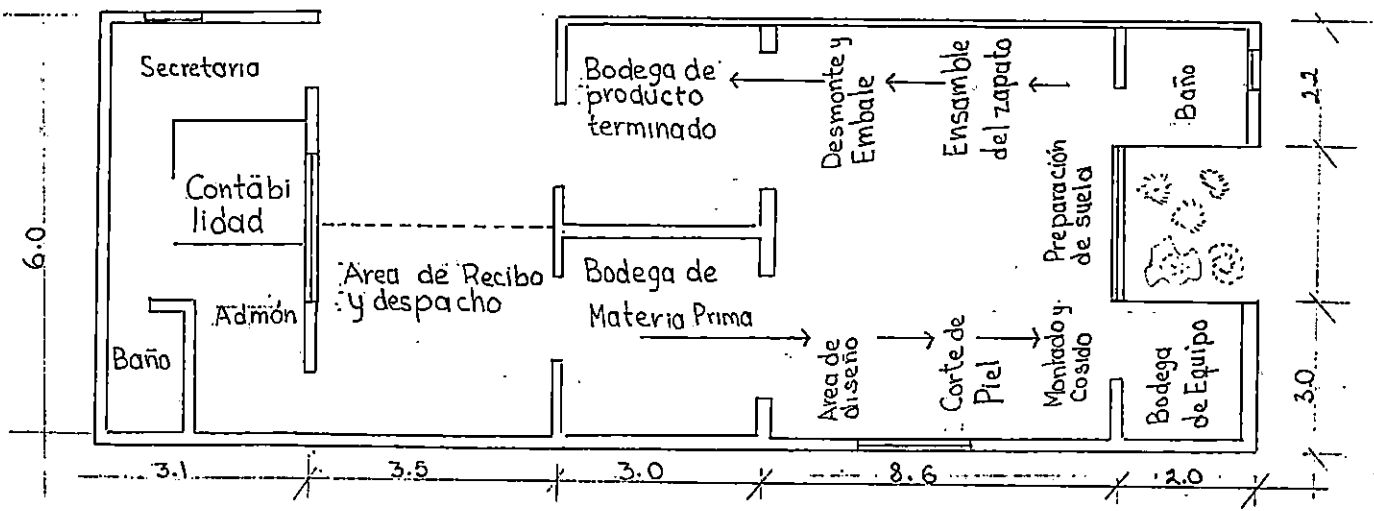 Secretaria
Contabi
lidad
Admón
Baño
Area de Recibo
y despacho
Bodega de
producto
terminado
Bodega de
Materia Prima
Desmonte y
Embale
Ensamble
del zapato
Preparación
de suela
Area de
diseño
Corte de
Piel
Montado y
Cosido
Baño
Bodega
de Equipo
6.0
2.2
3.0
3.1
3.5
3.0
8.6
2.0